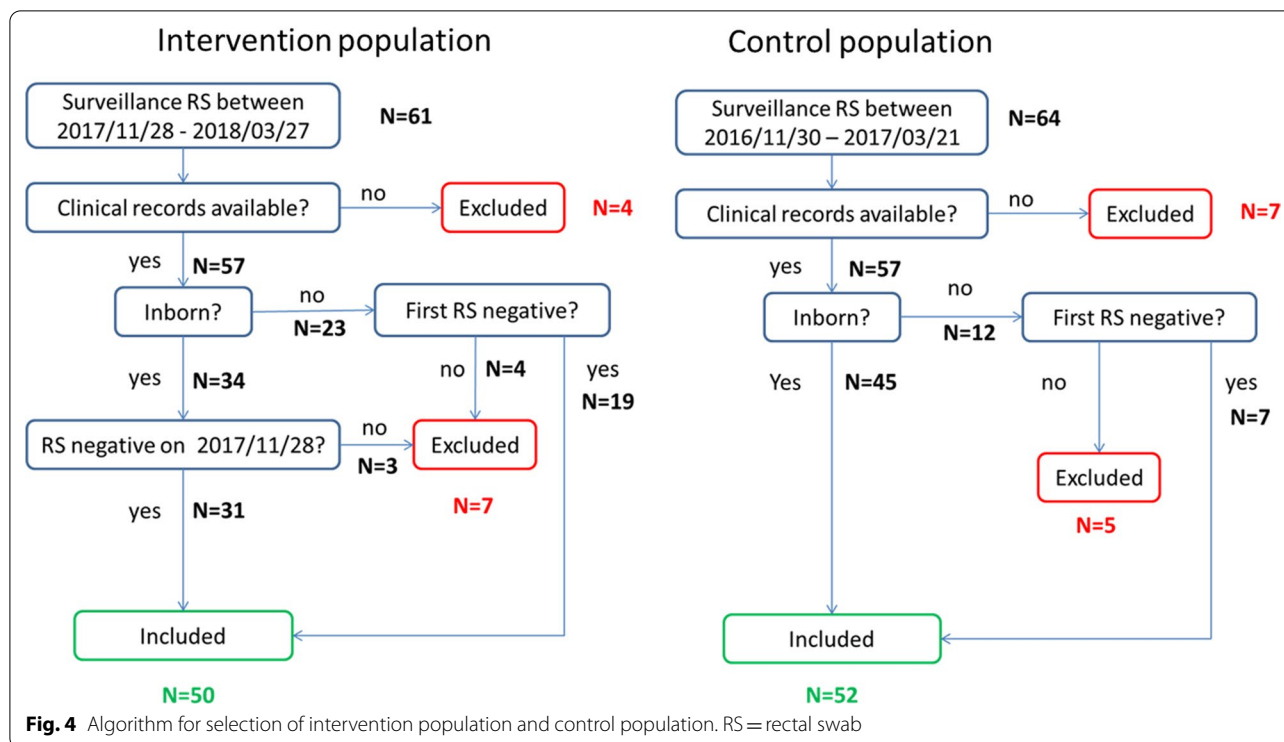 Intervention population
Surveillance RS between
2017/11/28 - 2018/03/27
N=61
Clinical records available?
no
Excluded
N=4
yes
N=57
Inborn?
no
N=23
First RS negative?
yes
N=34
no
N=4
yes
N=19
RS negative on 2017/11/28?
no
N=3
Excluded
N=7
yes
N=31
Included
N=50
Control population
Surveillance RS between
2016/11/30 – 2017/03/21
N=64
Clinical records available?
no
Excluded
N=7
yes
N=57
Inborn?
no
N=12
First RS negative?
Yes
N=45
no
yes
N=7
Excluded
N=5
Included
N=52
Fig. 4 Algorithm for selection of intervention population and control population. RS = rectal swab